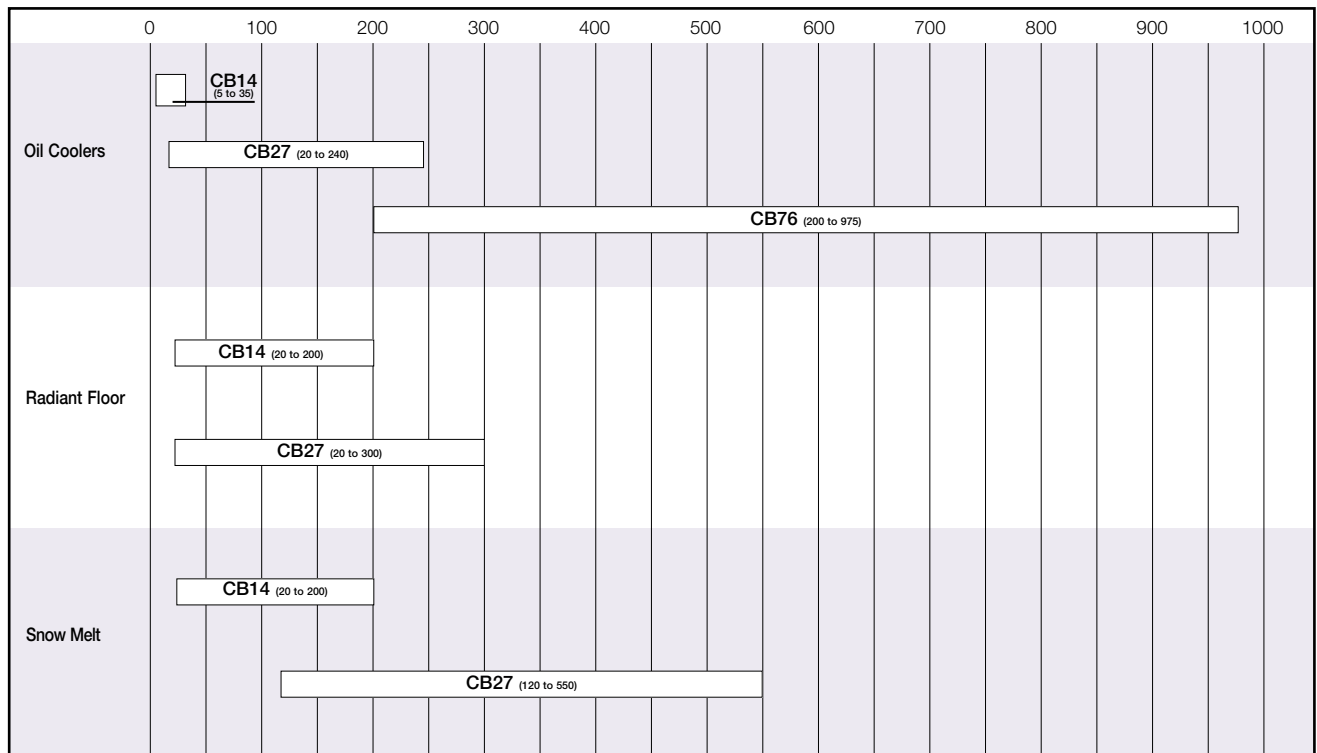 0 100 200 300 400 500 600 700 800 900 1000
CB14
(5 to 35)
Oil Coolers
CB27 (20 to 240)
CB76 (200 to 975)
CB14 (20 to 200)
Radiant Floor
CB27 (20 to 300)
CB14 (20 to 200)
Snow Melt
CB27 (120 to 550)